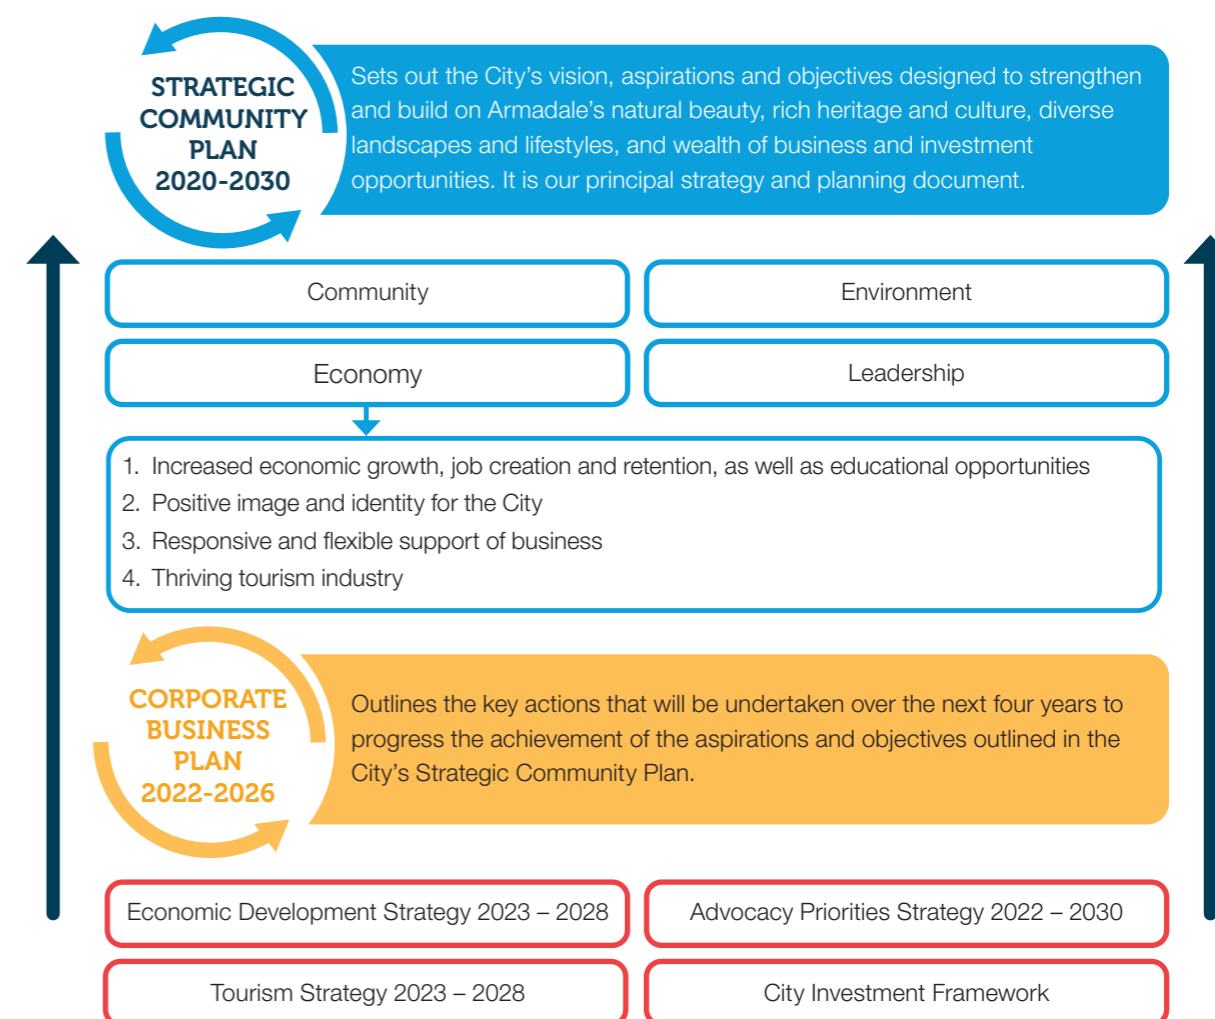 STRATEGIC
COMMUNITY
PLAN
2020-2030
Sets out the City’s vision, aspirations and objectives designed to strengthen
and build on Armadale’s natural beauty, rich heritage and culture, diverse
landscapes and lifestyles, and wealth of business and investment
opportunities. It is our principal strategy and planning document.
Community
Environment
Economy
Leadership
1. Increased economic growth, job creation and retention, as well as educational opportunities
2. Positive image and identity for the City
3. Responsive and flexible support of business
4. Thriving tourism industry
CORPORATE
BUSINESS
PLAN
2022-2026
Outlines the key actions that will be undertaken over the next four years to
progress the achievement of the aspirations and objectives outlined in the
City’s Strategic Community Plan.
Economic Development Strategy 2023 – 2028
Advocacy Priorities Strategy 2022 – 2030
Tourism Strategy 2023 – 2028
City Investment Framework